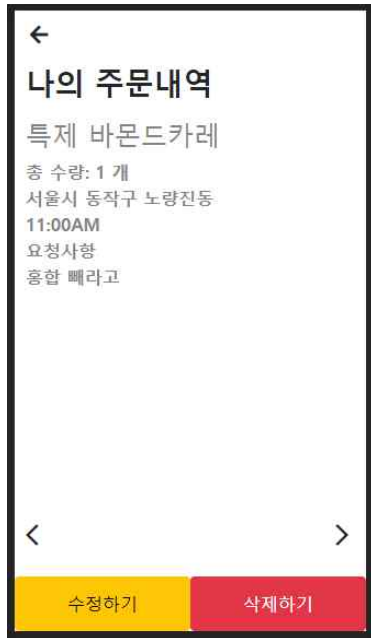 나의 주문내역
특제 바몬드카레
총 수량: 1 개
서울시 동작구 노량진동
11:00AM
요청사항
홍합 빼라고
수정하기
삭제하기